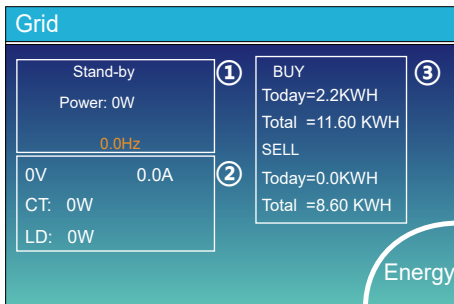 Grid
Stand-by
Power: 0W
0.0Hz
①
0V 0.0A
CT: 0W
LD: 0W
②
BUY
Today=2.2KWH
Total =11.60 KWH
SELL
Today=0.0KWH
Total =8.60 KWH
③
Energy